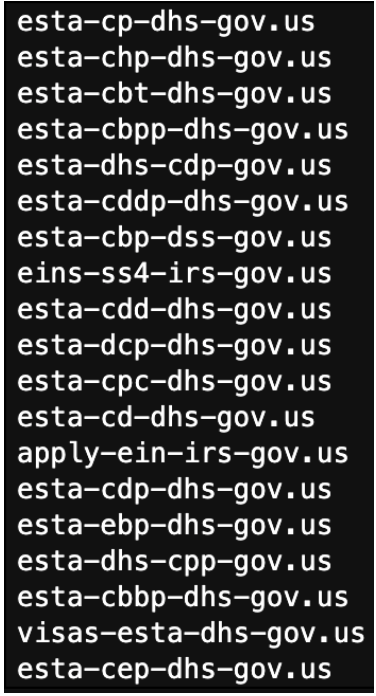 esta-cp-dhs-gov.us
esta-chp-dhs-gov.us
esta-cbt-dhs-gov.us
esta-cbpp-dhs-gov.us
esta-dhs-cdp-gov.us
esta-cddp-dhs-gov.us
esta-cbp-dss-gov.us
eins-ss4-irs-gov.us
esta-cdd-dhs-gov.us
esta-dcp-dhs-gov.us
esta-cpc-dhs-gov.us
esta-cd-dhs-gov.us
apply-ein-irs-gov.us
esta-cdp-dhs-gov.us
esta-ebp-dhs-gov.us
esta-dhs-cpp-gov.us
esta-cbbp-dhs-gov.us
visas-esta-dhs-gov.us
esta-cep-dhs-gov.us